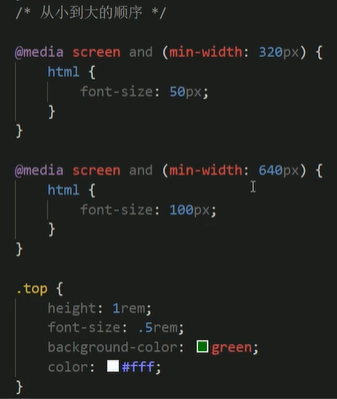 /* 从小到大的顺序 */
@media screen and (min-width: 320px) {
html {
font-size: 50px;
}
}
@media screen and (min-width: 640px) {
html {
font-size: 100px;
}
}
.top {
height: 1rem;
font-size: .5rem;
background-color: green;
color: #fff;
}